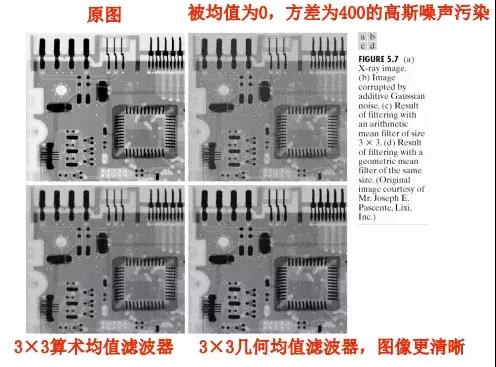 原图
被均值为0，方差为400的高斯噪声污染
a b
c d
FIGURE 5.7 (a)
X-ray image.
(b) Image
corrupted by
additive Gaussian
noise. (c) Result
of filtering with
an arithmetic
mean filter of size
3 × 3. (d) Result
of filtering with a
geometric mean
filter of the same
size. (Original
image courtesy of
Mr. Joseph E.
Pascente, Lixi,
Inc.)
3×3算术均值滤波器
3×3几何均值滤波器，图像更清晰